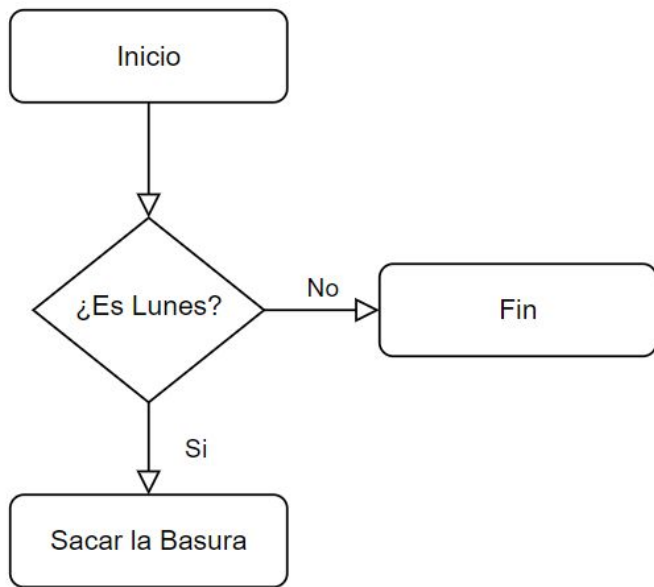 Inicio
¿Es Lunes?
No
Fin
Si
Sacar la Basura